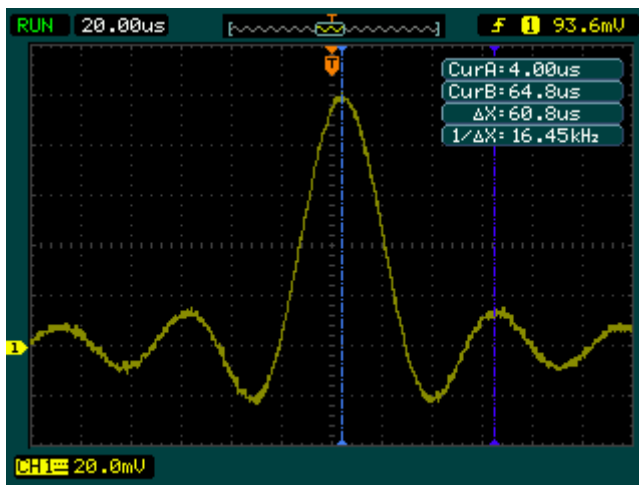 RUN 20.00us T f 1 93.6mV
T
CurA:4.00us
CurB:64.8us
ΔX:60.8us
1/ΔX:16.45kHz
1
CH1 20.0mV